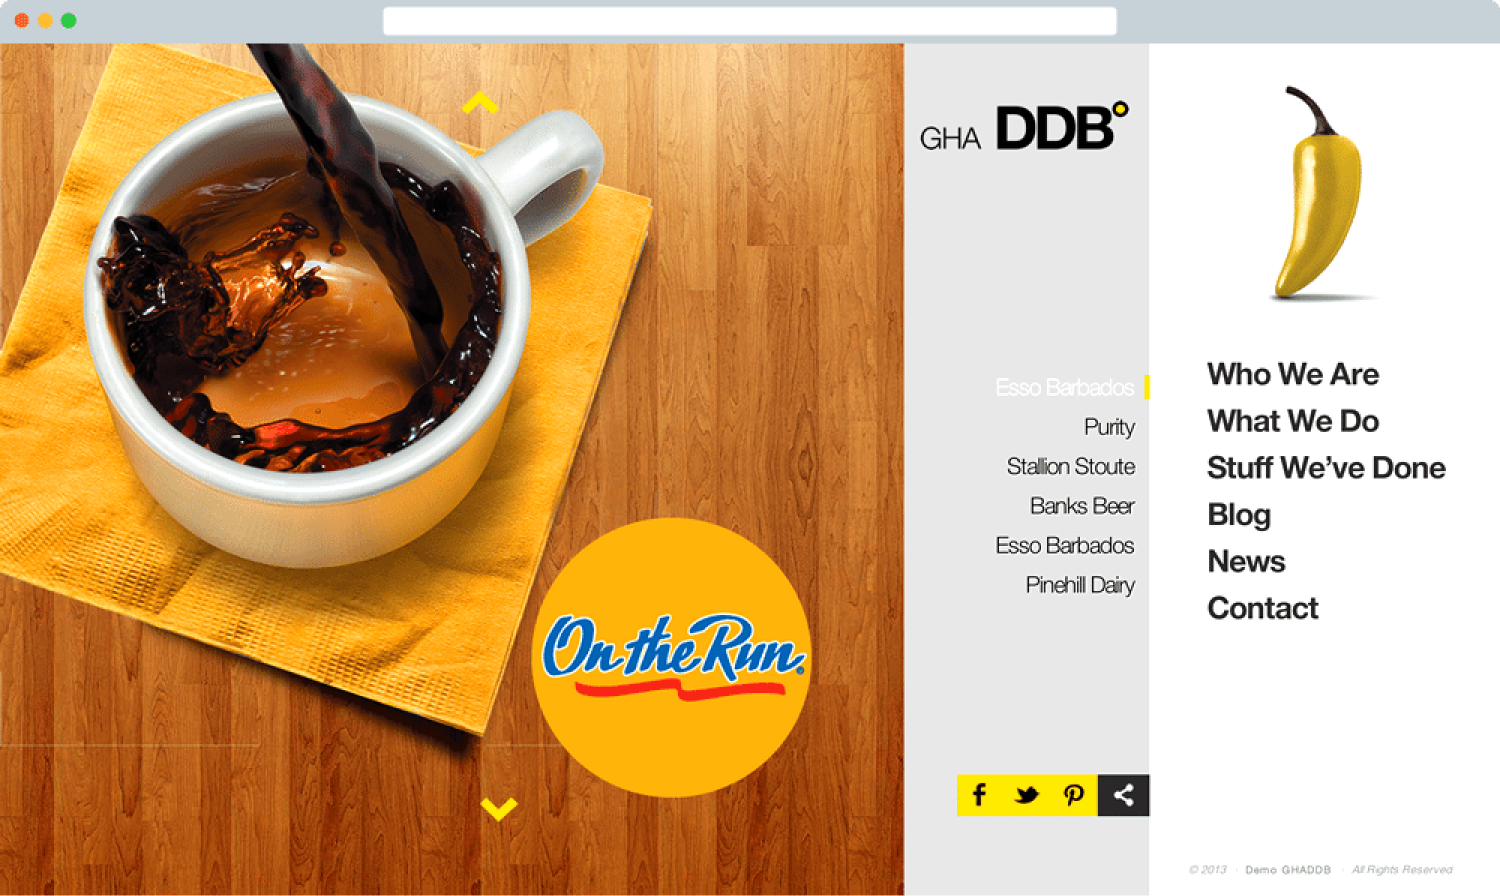 On the Run®
GHA DDB°
Esso Barbados
Purity
Stallion Stoute
Banks Beer
Esso Barbados
Pinehill Dairy
Who We Are
What We Do
Stuff We’ve Done
Blog
News
Contact
© 2013 · Demo GHADDB · All Rights Reserved